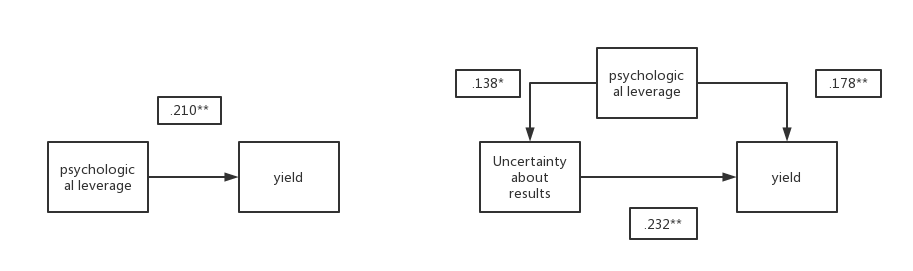 .210**
psychologic
al leverage
yield
psychologic
al leverage
.138*
.178**
Uncertainty
about
results
yield
.232**